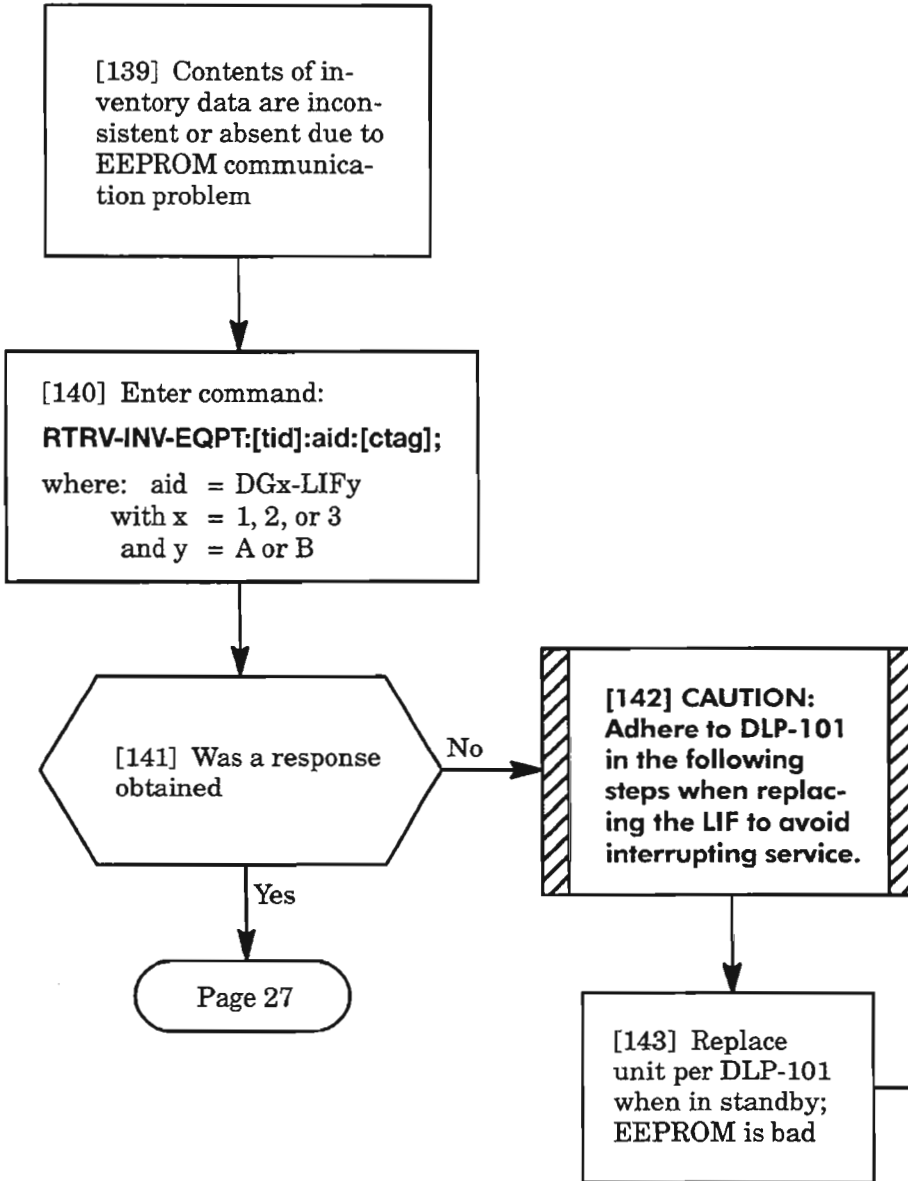 [139] Contents of in-
ventory data are incon-
sistent or absent due to
EEPROM communica-
tion problem
[140] Enter command:
RTRV-INV-EQPT:[tid]:aid:[ctag];
where: aid = DGx-LIFy
with x = 1, 2, or 3
and y = A or B
[141] Was a response
obtained
No
Yes
Page 27
[142] CAUTION:
Adhere to DLP-101
in the following
steps when replac-
ing the LIF to avoid
interrupting service.
[143] Replace
unit per DLP-101
when in standby;
EEPROM is bad